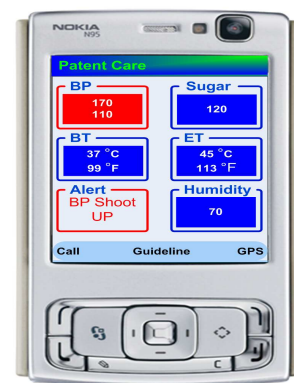 NOKIA
N95
Patent Care
BP
170
110
Sugar
120
BT
37 °C
99 °F
ET
45 °C
113 °F
Alert
BP Shoot
UP
Humidity
70
Call Guideline GPS
C